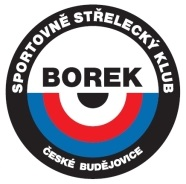 SPORTOVNĚ STŘELECKÝ KLUB
BOREK
ČESKÉ BUDĚJOVICE